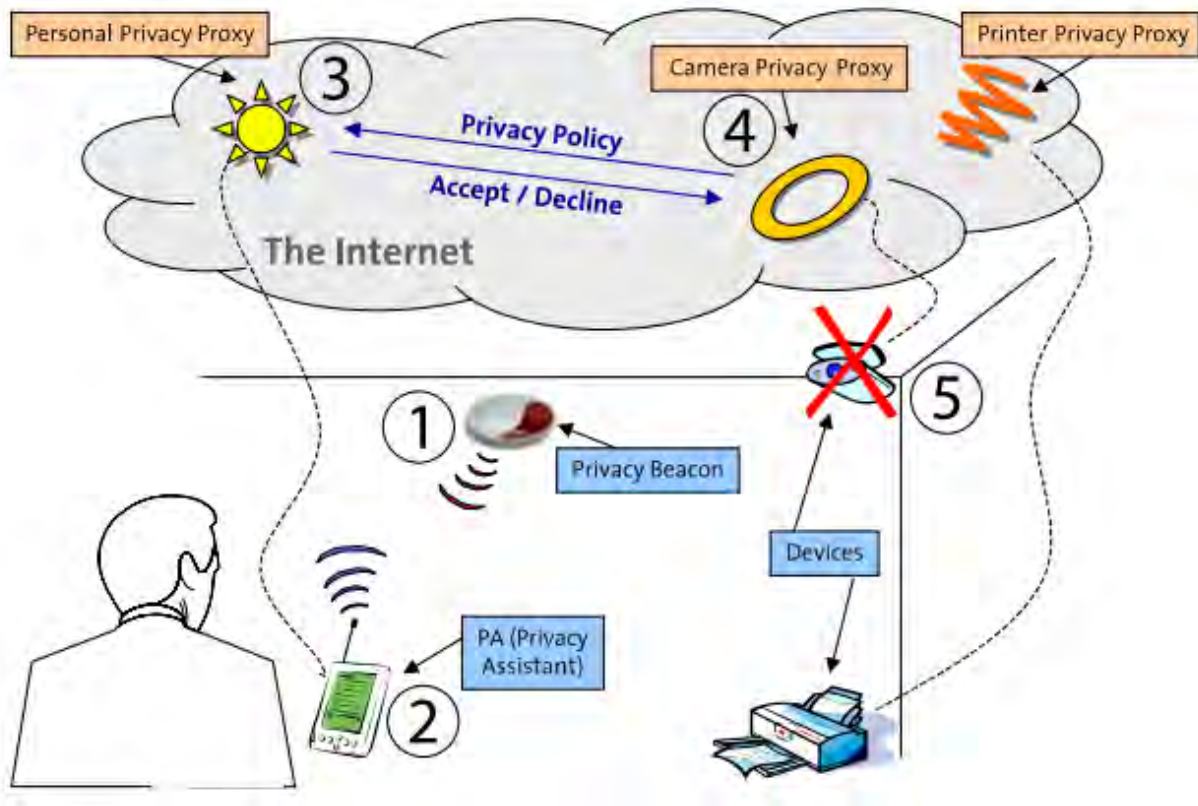 Personal Privacy Proxy
Printer Privacy Proxy
Camera Privacy Proxy
3
4
Privacy Policy
Accept / Decline
The Internet
1
5
Privacy Beacon
Devices
PA (Privacy
Assistant)
2